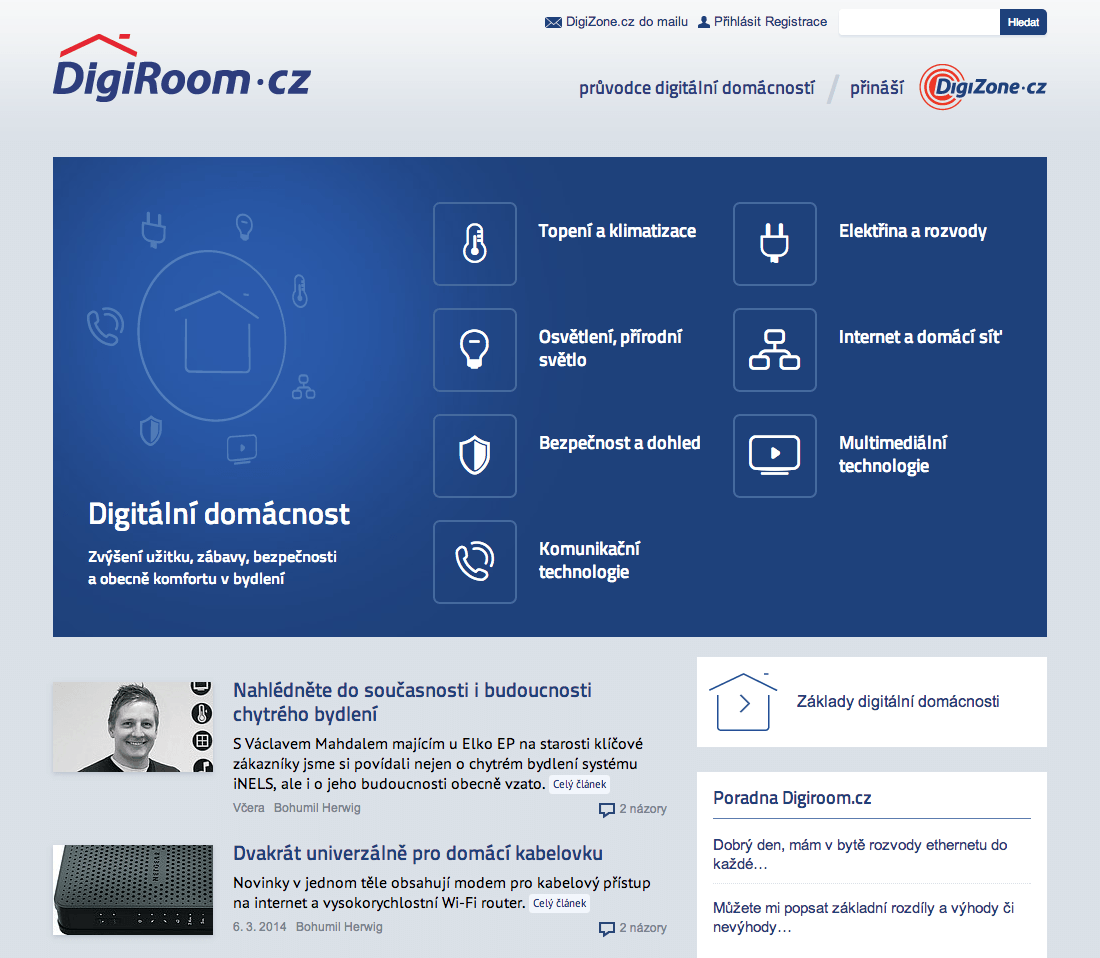 DigiZone.cz do mailu Přihlásit Registrace Hledat
DigiRoom·cz
průvodce digitální domácností / přináší DigiZone·cz
Topení a klimatizace
Elektřina a rozvody
Osvětlení, přírodní
světlo
Internet a domácí síť
Bezpečnost a dohled
Multimediální
technologie
Komunikační
technologie
Digitální domácnost
Zvýšení užitku, zábavy, bezpečnosti
a obecně komfortu v bydlení
Nahlédněte do současnosti i budoucnosti
chytrého bydlení
S Václavem Mahdalem majícím u Elko EP na starosti klíčové
zákazníky jsme si povídali nejen o chytrém bydlení systému
iNELS, ale i o jeho budoucnosti obecně vzato. Celý článek
Včera Bohumil Herwig 2 názory
Dvakrát univerzálně pro domácí kabelovku
Novinky v jednom těle obsahují modem pro kabelový přístup
na internet a vysokorychlostní Wi-Fi router. Celý článek
6. 3. 2014 Bohumil Herwig 2 názory
Základy digitální domácnosti
Poradna Digiroom.cz
Dobrý den, mám v bytě rozvody ethernetu do
každé…
Můžete mi popsat základní rozdíly a výhody či
nevýhody…